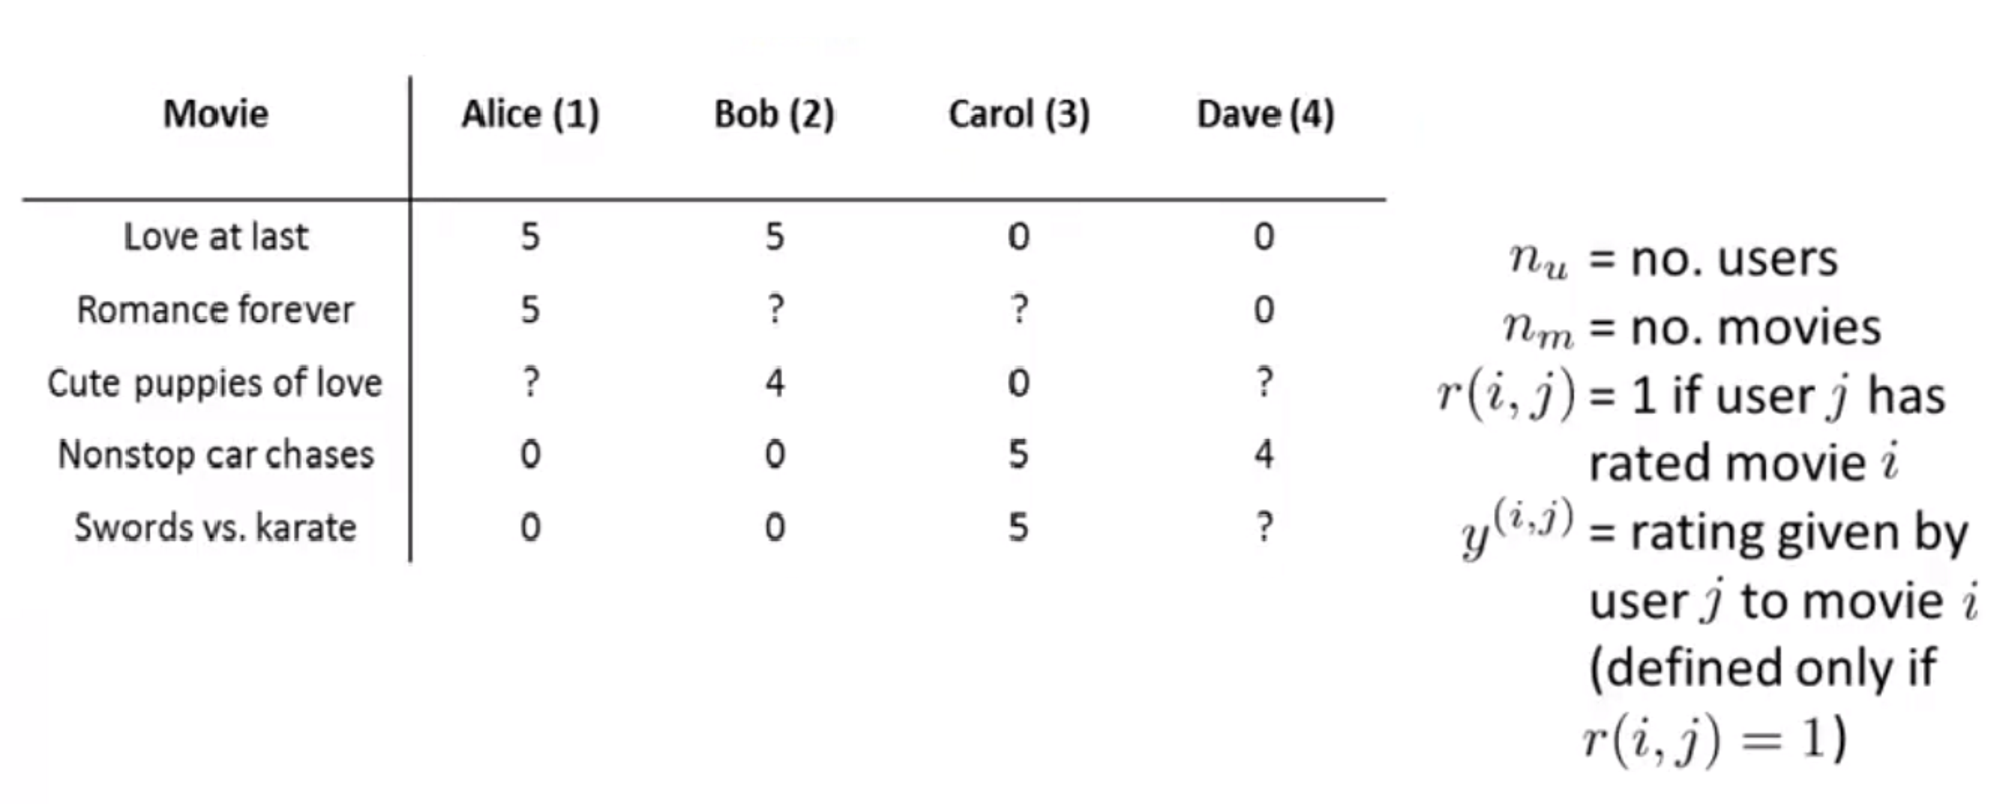 Movie Alice (1) Bob (2) Carol (3) Dave (4)
Love at last 5 5 0 0
Romance forever 5 ? ? 0
Cute puppies of love ? 4 0 ?
Nonstop car chases 0 0 5 4
Swords vs. karate 0 0 5 ?
n_u = no. users
n_m = no. movies
r(i, j) = 1 if user j has
rated movie i
y^(i,j) = rating given by
user j to movie i
(defined only if
r(i, j) = 1)